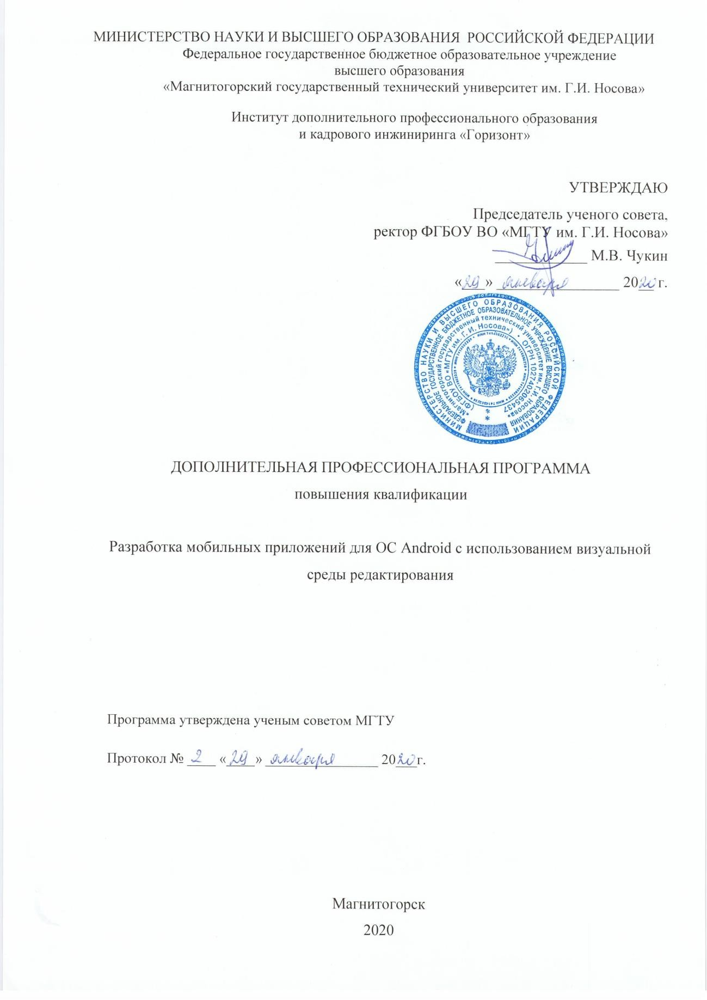 МИНИСТЕРСТВО НАУКИ И ВЫСШЕГО ОБРАЗОВАНИЯ РОССИЙСКОЙ ФЕДЕРАЦИИ
Федеральное государственное бюджетное образовательное учреждение
высшего образования
«Магнитогорский государственный технический университет им. Г.И. Носова»
Институт дополнительного профессионального образования
и кадрового инжиниринга «Горизонт»
УТВЕРЖДАЮ
Председатель ученого совета,
ректор ФГБОУ ВО «МГТУ им. Г.И. Носова»
____________ М.В. Чукин
«29» января 2020 г.
МИНИСТЕРСТВО НАУКИ И ВЫСШЕГО ОБРАЗОВАНИЯ РОССИЙСКОЙ ФЕДЕРАЦИИ
ФЕДЕРАЛЬНОЕ ГОСУДАРСТВЕННОЕ БЮДЖЕТНОЕ ОБРАЗОВАТЕЛЬНОЕ УЧРЕЖДЕНИЕ ВЫСШЕГО ОБРАЗОВАНИЯ
«Магнитогорский государственный технический университет им. Г.И. Носова»
(ФГБОУ ВО «МГТУ им. Г. И. Носова») • ОГРН 1027402065437
ДОПОЛНИТЕЛЬНАЯ ПРОФЕССИОНАЛЬНАЯ ПРОГРАММА
повышения квалификации
Разработка мобильных приложений для ОС Android с использованием визуальной
среды редактирования
Программа утверждена ученым советом МГТУ
Протокол № 2 «29» января 2020г.
Магнитогорск
2020